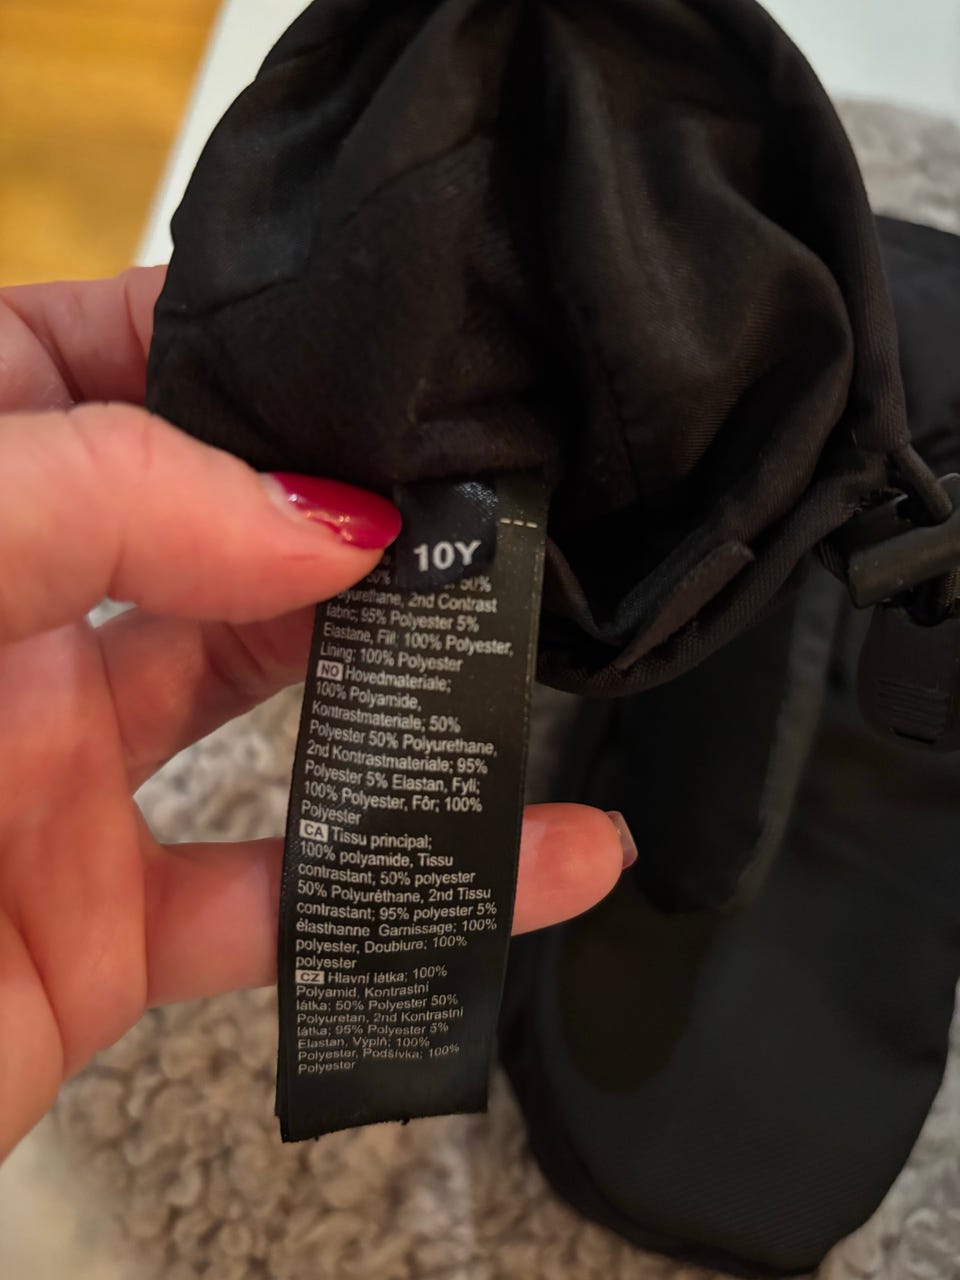 10Y
50%
Polyurethane, 2nd Contrast
fabric; 95% Polyester 5%
Elastane, Fill: 100% Polyester,
Lining; 100% Polyester
NO Hovedmateriale;
100% Polyamide,
Kontrastmateriale; 50%
Polyester 50% Polyurethane,
2nd Kontrastmateriale; 95%
Polyester 5% Elastan, Fyll;
100% Polyester, Fôr; 100%
Polyester
CA Tissu principal;
100% polyamide, Tissu
contrastant; 50% polyester
50% Polyuréthane, 2nd Tissu
contrastant; 95% polyester 5%
élasthanne Garnissage; 100%
polyester, Doublure; 100%
polyester
CZ Hlavní látka; 100%
Polyamid, Kontrastní
látka; 50% Polyester 50%
Polyuretan, 2nd Kontrastní
látka; 95% Polyester 5%
Elastan, Výplň; 100%
Polyester, Podšívka; 100%
Polyester